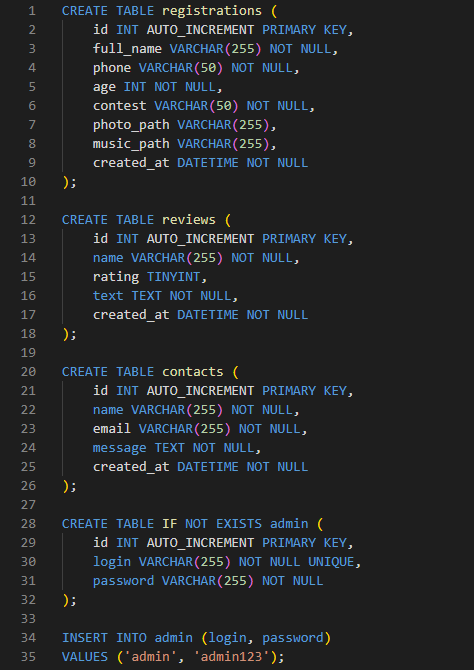 1 CREATE TABLE registrations (
2     id INT AUTO_INCREMENT PRIMARY KEY,
3     full_name VARCHAR(255) NOT NULL,
4     phone VARCHAR(50) NOT NULL,
5     age INT NOT NULL,
6     contest VARCHAR(50) NOT NULL,
7     photo_path VARCHAR(255),
8     music_path VARCHAR(255),
9     created_at DATETIME NOT NULL
10 );
11
12 CREATE TABLE reviews (
13     id INT AUTO_INCREMENT PRIMARY KEY,
14     name VARCHAR(255) NOT NULL,
15     rating TINYINT,
16     text TEXT NOT NULL,
17     created_at DATETIME NOT NULL
18 );
19
20 CREATE TABLE contacts (
21     id INT AUTO_INCREMENT PRIMARY KEY,
22     name VARCHAR(255) NOT NULL,
23     email VARCHAR(255) NOT NULL,
24     message TEXT NOT NULL,
25     created_at DATETIME NOT NULL
26 );
27
28 CREATE TABLE IF NOT EXISTS admin (
29     id INT AUTO_INCREMENT PRIMARY KEY,
30     login VARCHAR(255) NOT NULL UNIQUE,
31     password VARCHAR(255) NOT NULL
32 );
33
34 INSERT INTO admin (login, password)
35 VALUES ('admin', 'admin123');